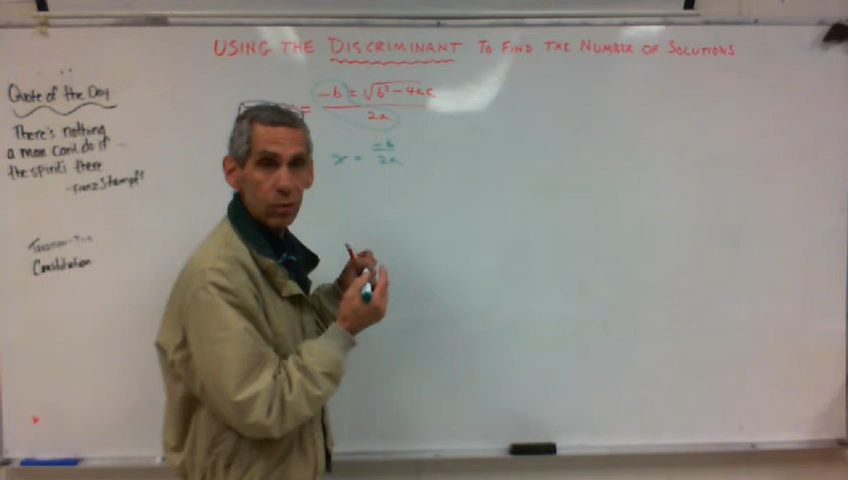 USING THE DISCRIMINANT TO FIND THE NUMBER OF SOLUTIONS
Quote of the Day
There's nothing
a man can't do if
the spirit's there
-Franz Stampfl
Constitution
= -b ± √b² - 4ac
2a
x = -b
2a